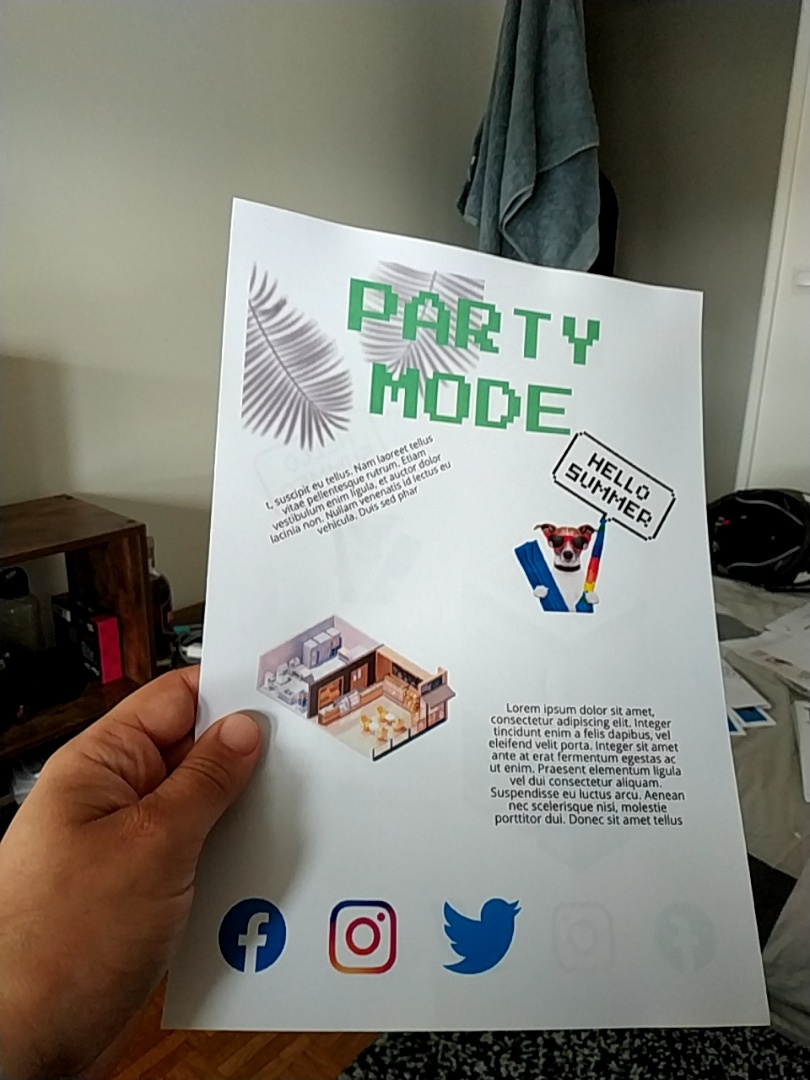 PARTY
MODE
t, suscipit eu tellus. Nam laoreet tellus
vitae pellentesque rutrum. Etiam
vestibulum enim ligula, et auctor dolor
lacinia non. Nullam venenatis id lectus eu
vehicula. Duis sed phar
HELLO
SUMMER
Lorem ipsum dolor sit amet,
consectetur adipiscing elit. Integer
tincidunt enim a felis dapibus, vel
eleifend velit porta. Integer sit amet
ante at erat fermentum egestas ac
ut enim. Praesent elementum ligula
vel dui consectetur aliquam.
Suspendisse eu luctus arcu. Aenean
nec scelerisque nisi, molestie
porttitor dui. Donec sit amet tellus